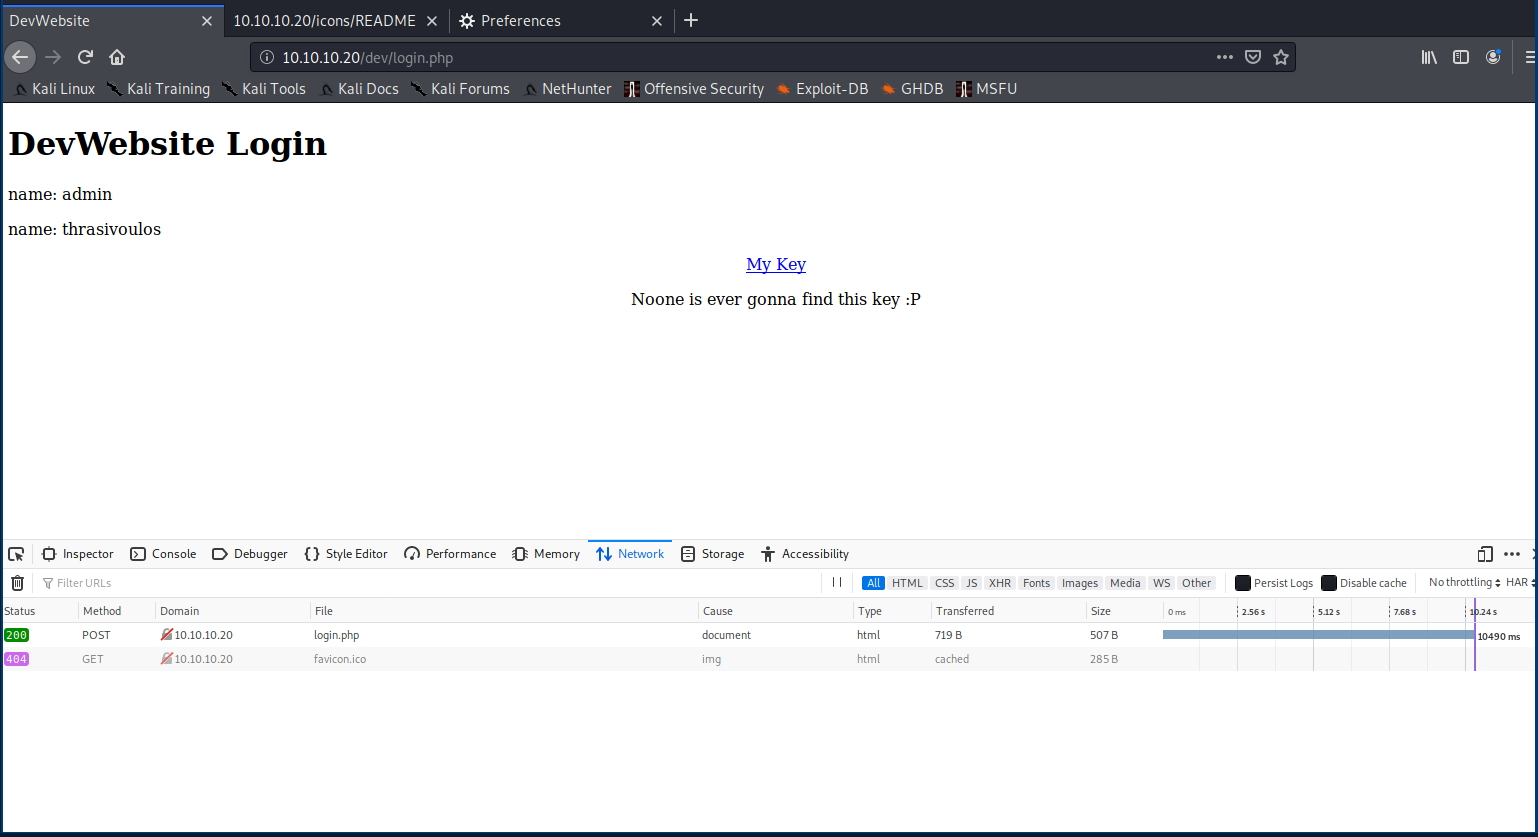 DevWebsite
10.10.10.20/icons/README
Preferences
10.10.10.20/dev/login.php
Kali Linux Kali Training Kali Tools Kali Docs Kali Forums NetHunter Offensive Security Exploit-DB GHDB MSFU
DevWebsite Login
name: admin
name: thrasivoulos
My Key
Noone is ever gonna find this key :P
Inspector Console Debugger Style Editor Performance Memory Network Storage Accessibility
Filter URLs All HTML CSS JS XHR Fonts Images Media WS Other Persist Logs Disable cache No throttling HAR
Status Method Domain File Cause Type Transferred Size 0 ms 2.56 s 5.12 s 7.68 s 10.24 s
200 POST 10.10.10.20 login.php document html 719 B 507 B 10490 ms
404 GET 10.10.10.20 favicon.ico img html cached 285 B